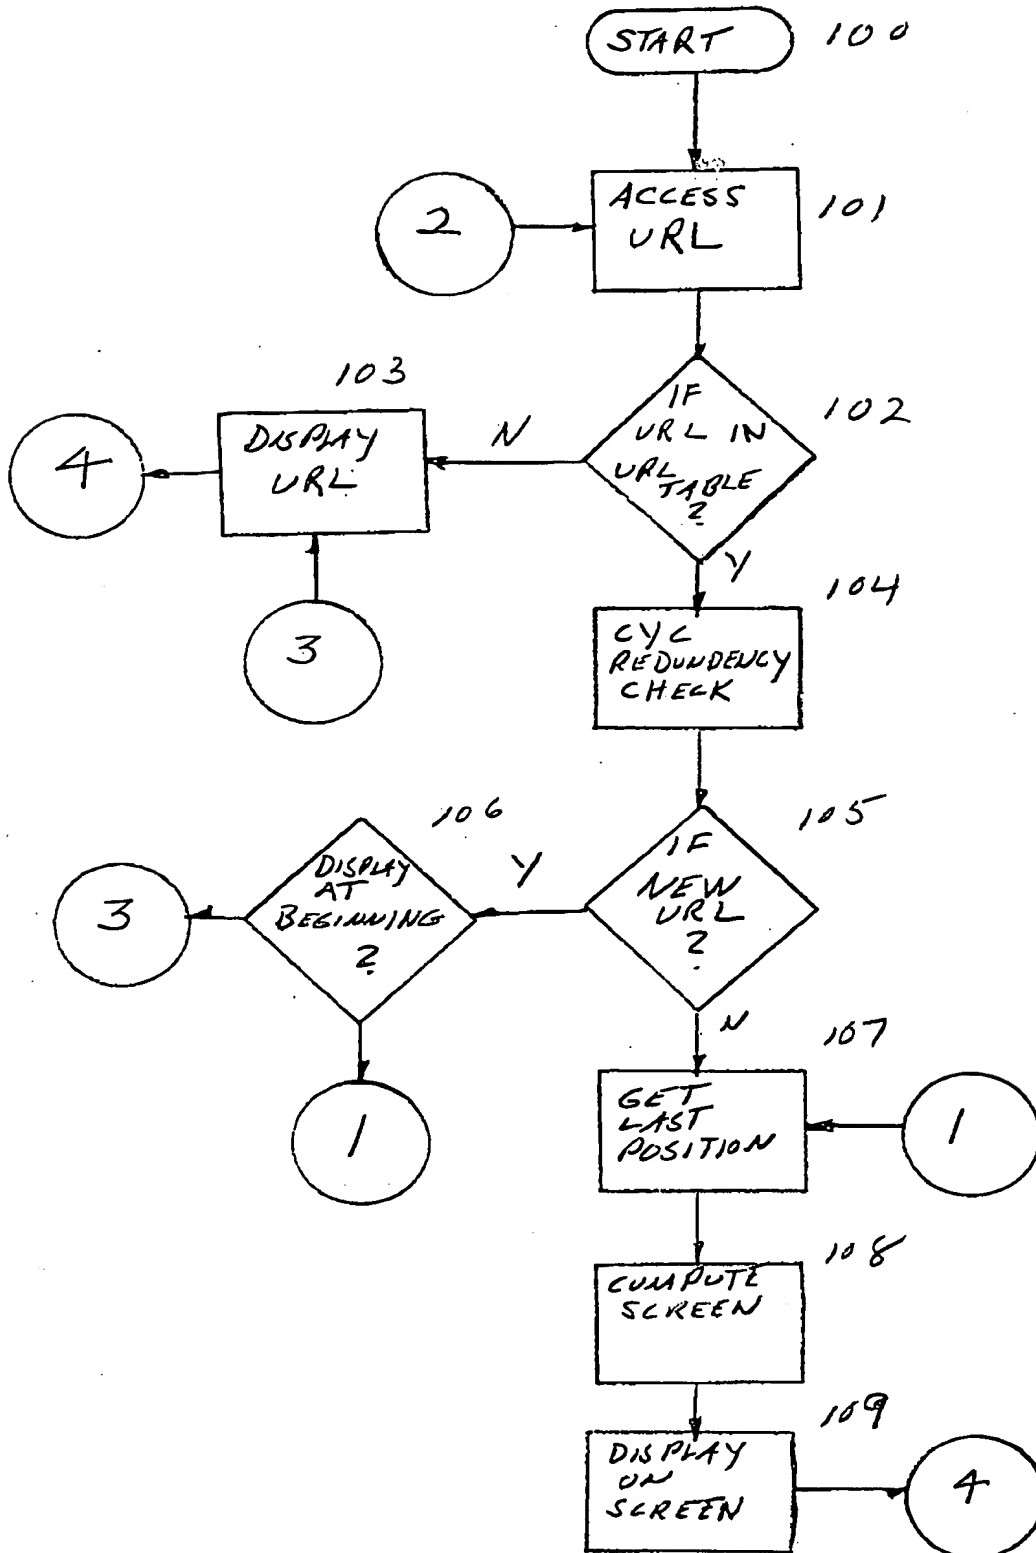 START 100
ACCESS 101
URL
2
103
IF 102
URL IN
URL
TABLE
?
N
DISPLAY
URL
4
Y
3
104
CYC
REDUNDENCY
CHECK
106
105
IF
NEW
URL
?
Y
DISPLAY
AT
BEGINNING
?
3
N
107
1
GET
LAST
POSITION
1
108
COMPUTE
SCREEN
109
DISPLAY
ON
SCREEN
4